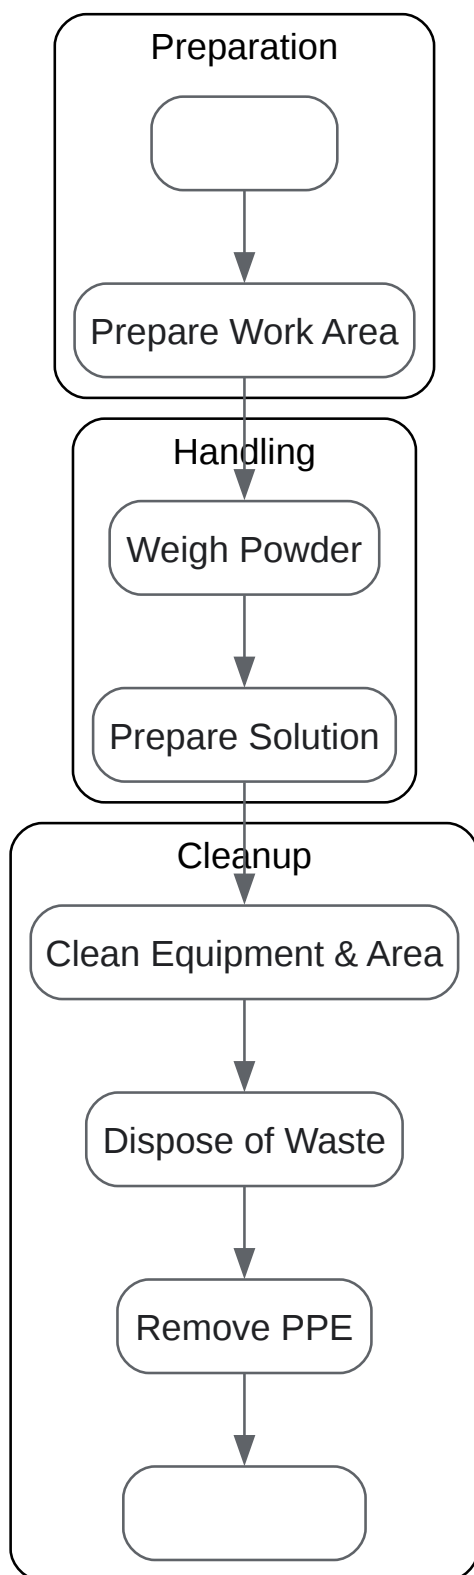 Preparation
Prepare Work Area
Handling
Weigh Powder
Prepare Solution
Cleanup
Clean Equipment & Area
Dispose of Waste
Remove PPE